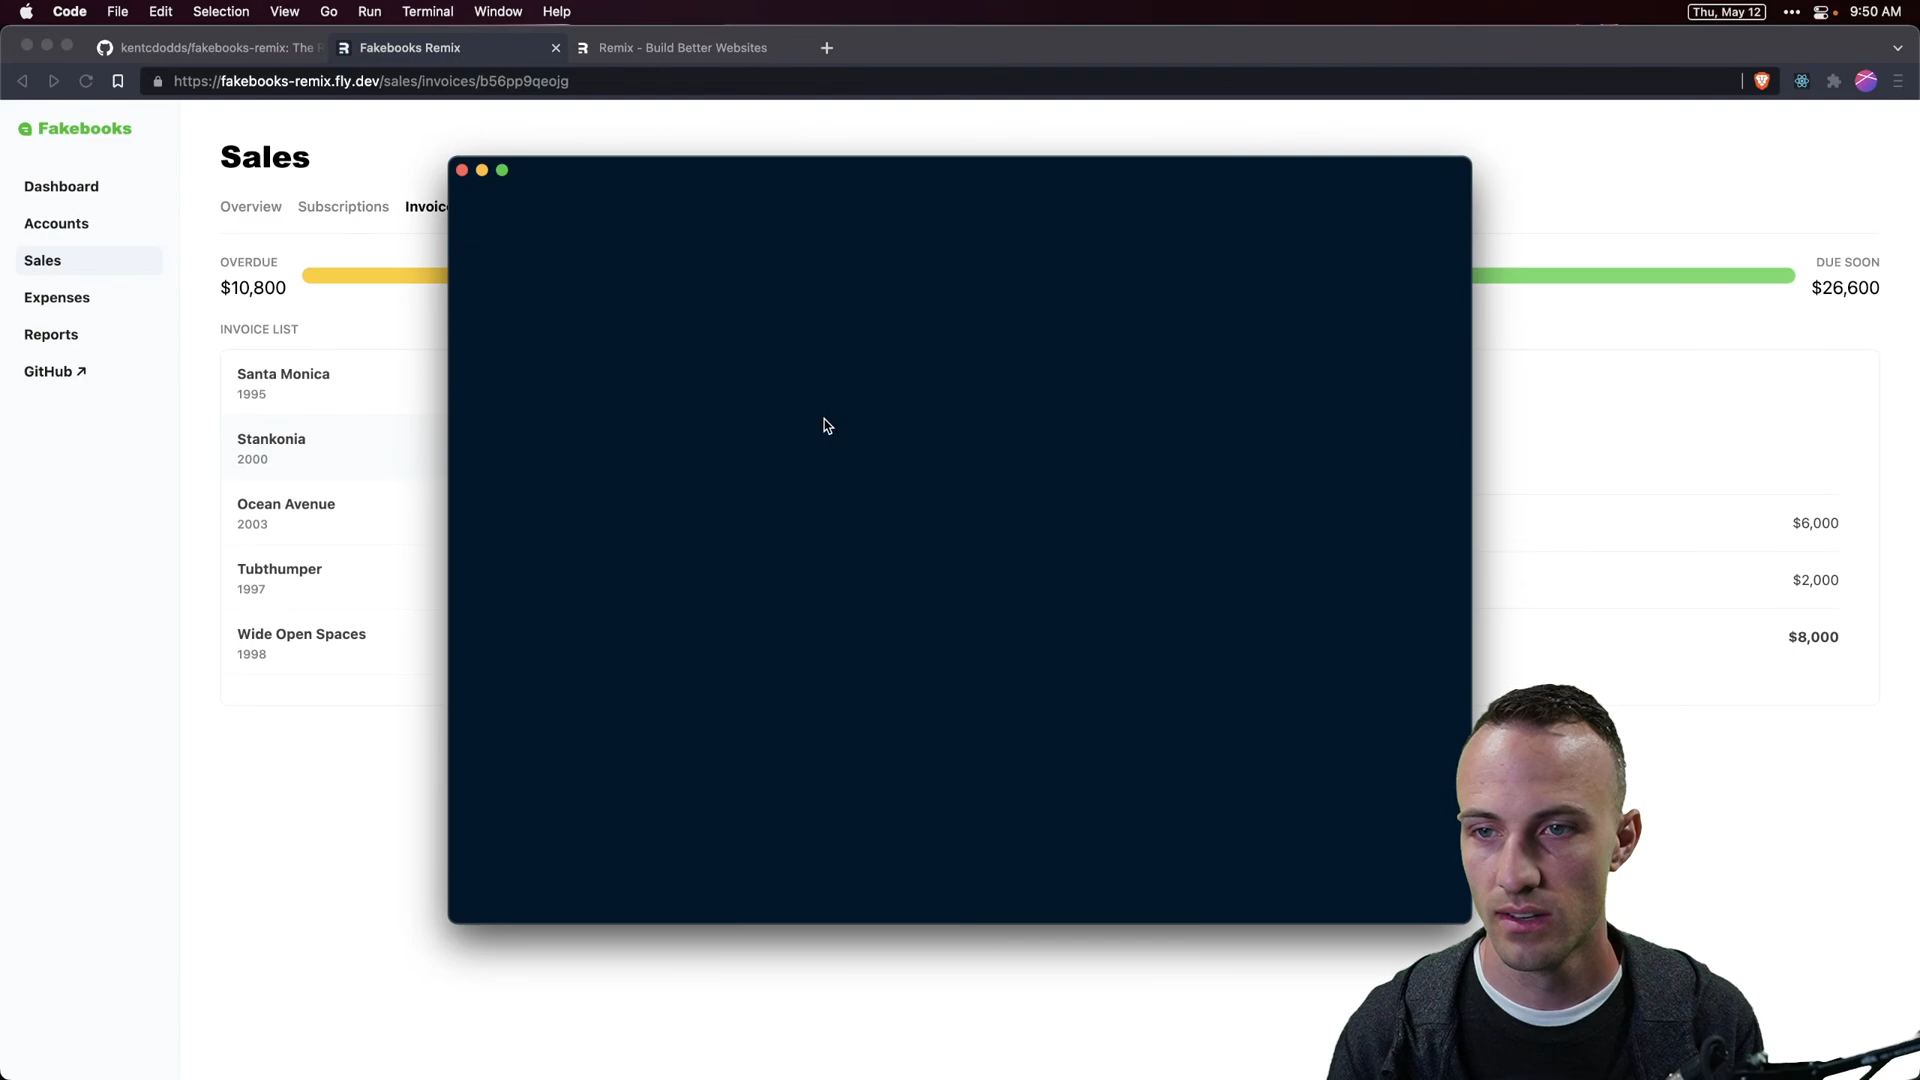 Code File Edit Selection View Go Run Terminal Window Help Thu, May 12 9:50 AM
kentcdodds/fakebooks-remix: The Fakebooks Remix Remix - Build Better Websites
https://fakebooks-remix.fly.dev/sales/invoices/b56pp9qeojg
Fakebooks
Dashboard
Accounts
Sales
Expenses
Reports
GitHub
Sales
Overview Subscriptions Invoic
OVERDUE
$10,800
DUE SOON
$26,600
INVOICE LIST
Santa Monica
1995
Stankonia
2000
Ocean Avenue
2003
Tubthumper
1997
Wide Open Spaces
1998
$6,000
$2,000
$8,000